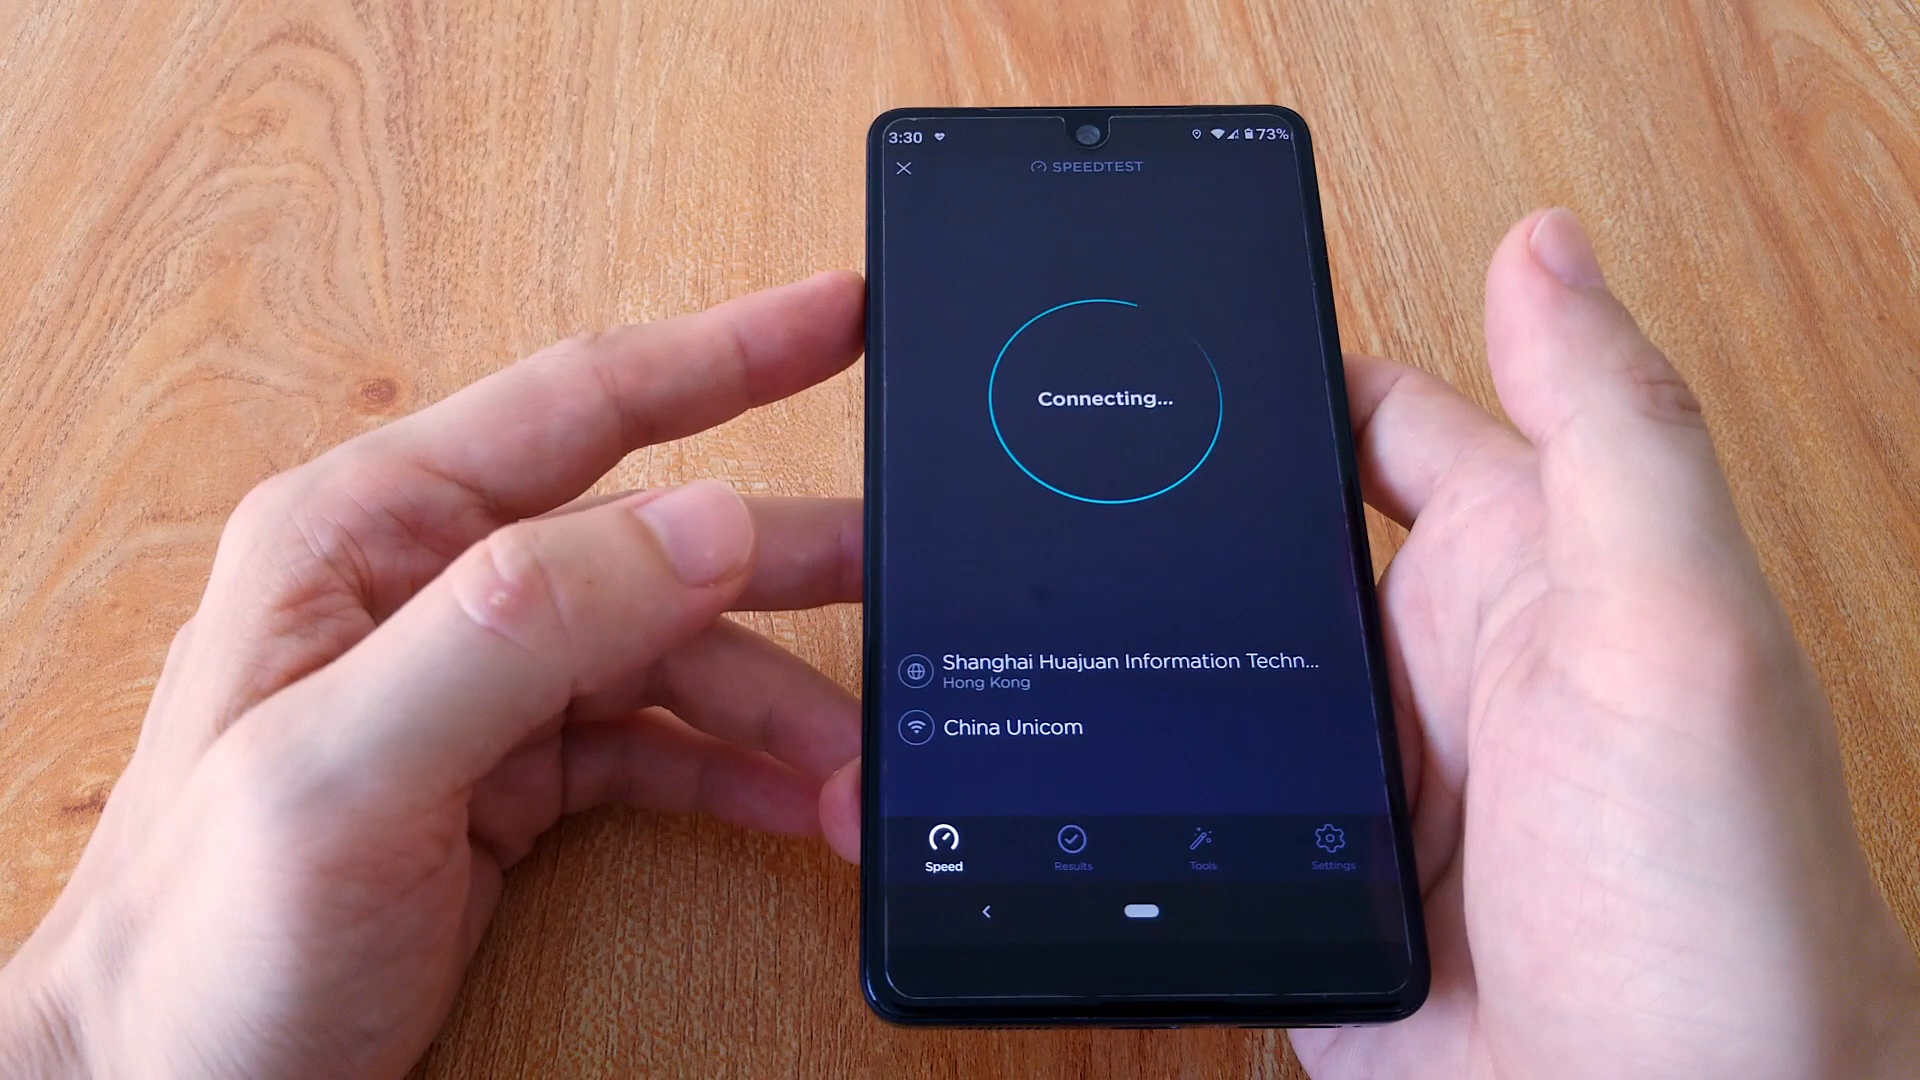 3:30
73%
SPEEDTEST
Connecting...
Shanghai Huajuan Information Techn...
Hong Kong
China Unicom
Speed
Results
Tools
Settings